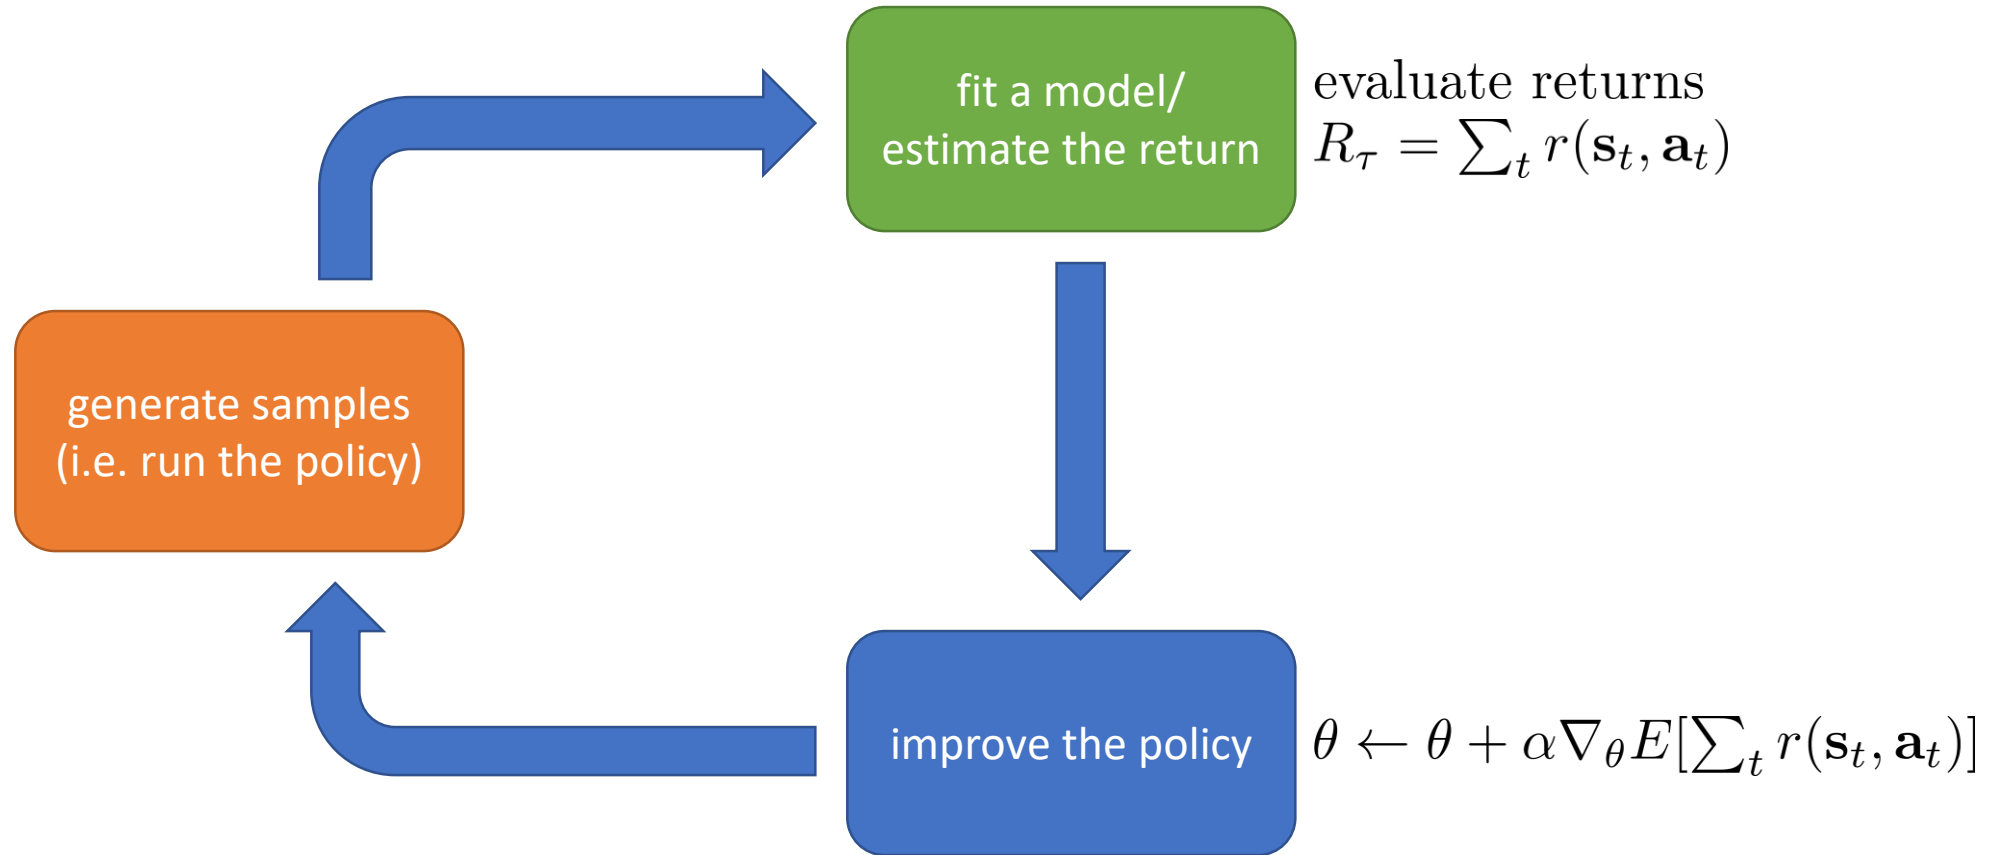 fit a model/
estimate the return
evaluate returns
R_τ = ∑_t r(𝐬_t, 𝐚_t)
generate samples
(i.e. run the policy)
improve the policy
θ ← θ + α∇_θ E[∑_t r(𝐬_t, 𝐚_t)]